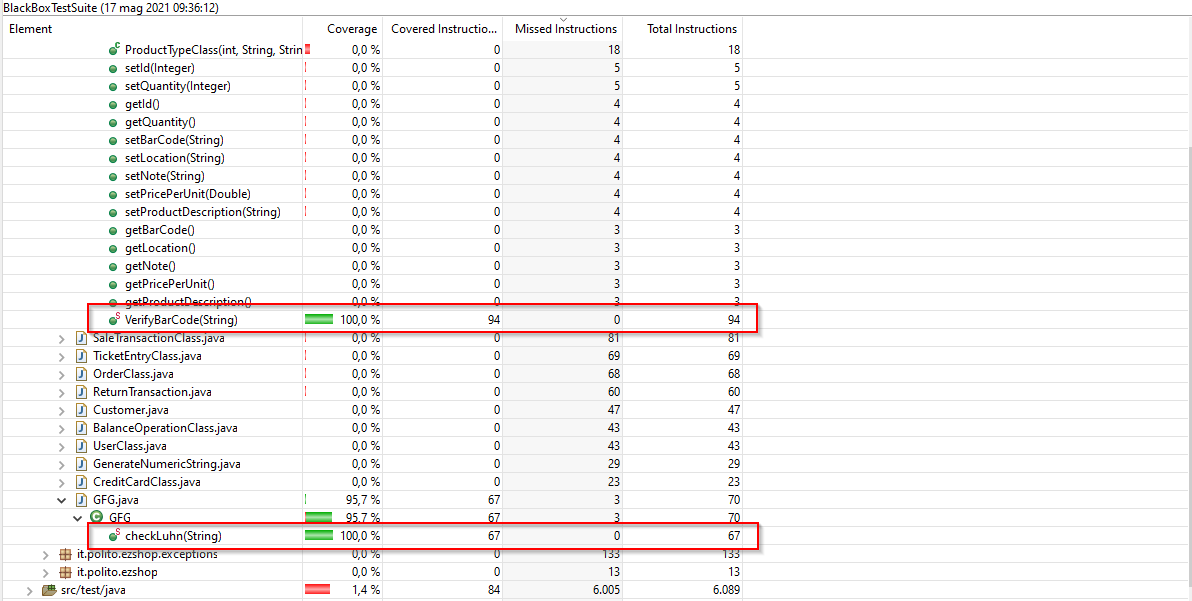 BlackBoxTestSuite (17 mag 2021 09:36:12)
Element Coverage Covered Instructio... Missed Instructions Total Instructions
ProductTypeClass(int, String, Strin 0,0 % 0 18 18
setId(Integer) 0,0 % 0 5 5
setQuantity(Integer) 0,0 % 0 5 5
getId() 0,0 % 0 4 4
getQuantity() 0,0 % 0 4 4
setBarCode(String) 0,0 % 0 4 4
setLocation(String) 0,0 % 0 4 4
setNote(String) 0,0 % 0 4 4
setPricePerUnit(Double) 0,0 % 0 4 4
setProductDescription(String) 0,0 % 0 4 4
getBarCode() 0,0 % 0 3 3
getLocation() 0,0 % 0 3 3
getNote() 0,0 % 0 3 3
getPricePerUnit() 0,0 % 0 3 3
getProductDescription() 0,0 % 0 3 3
VerifyBarCode(String) 100,0 % 94 0 94
SaleTransactionClass.java 0,0 % 0 81 81
TicketEntryClass.java 0,0 % 0 69 69
OrderClass.java 0,0 % 0 68 68
ReturnTransaction.java 0,0 % 0 60 60
Customer.java 0,0 % 0 47 47
BalanceOperationClass.java 0,0 % 0 43 43
UserClass.java 0,0 % 0 43 43
GenerateNumericString.java 0,0 % 0 29 29
CreditCardClass.java 0,0 % 0 23 23
GFG.java 95,7 % 67 3 70
GFG 95,7 % 67 3 70
checkLuhn(String) 100,0 % 67 0 67
it.polito.ezshop.exceptions 0,0 % 0 133 133
it.polito.ezshop 0,0 % 0 13 13
src/test/java 1,4 % 84 6.005 6.089